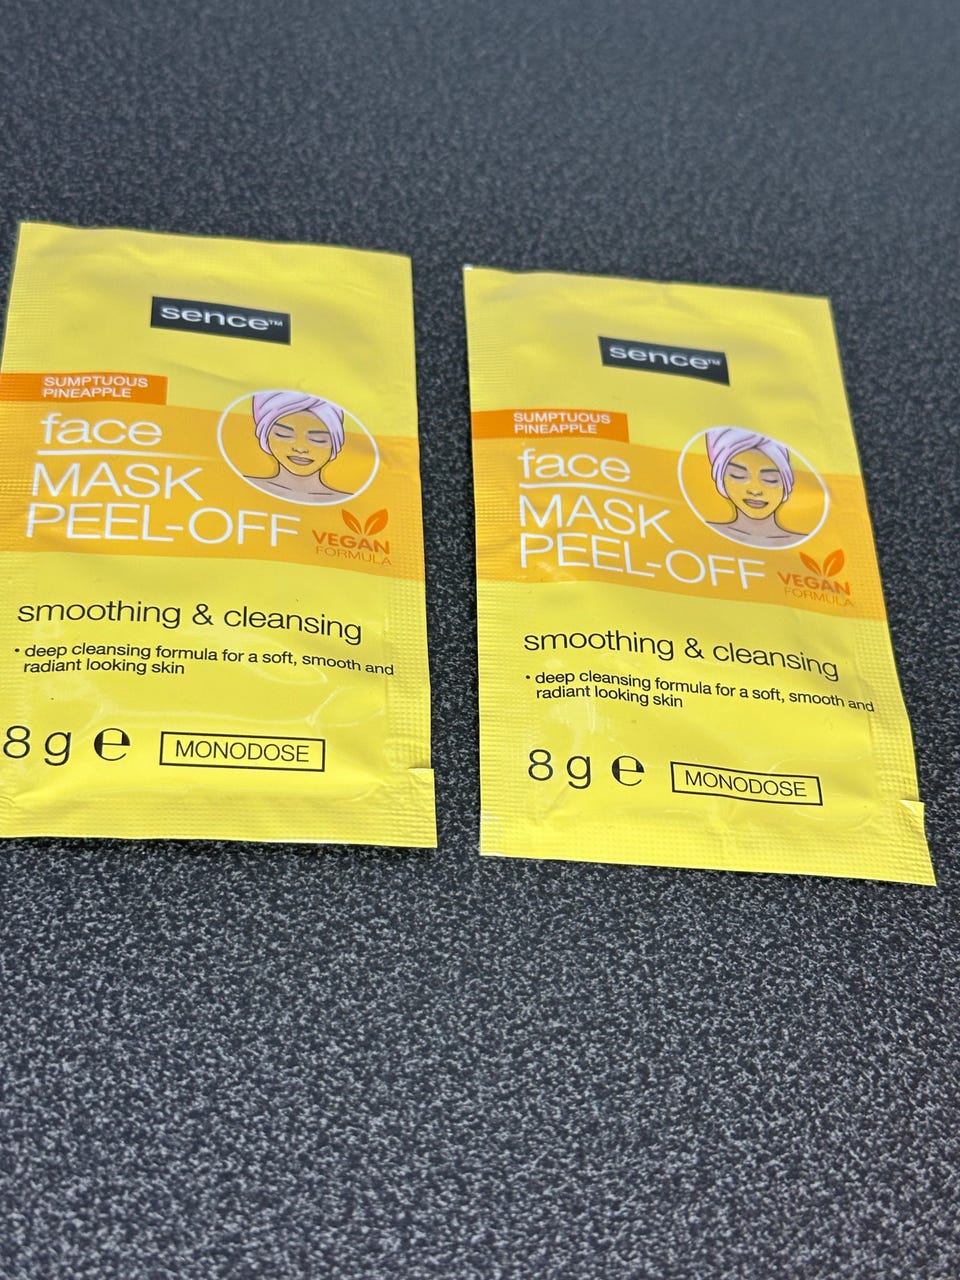 sence™
SUMPTUOUS
PINEAPPLE
face
MASK
PEEL-OFF
VEGAN
FORMULA
smoothing & cleansing
• deep cleansing formula for a soft, smooth and
radiant looking skin
8 g ℮
MONODOSE
sence™
SUMPTUOUS
PINEAPPLE
face
MASK
PEEL-OFF
VEGAN
FORMULA
smoothing & cleansing
• deep cleansing formula for a soft, smooth and
radiant looking skin
8 g ℮
MONODOSE